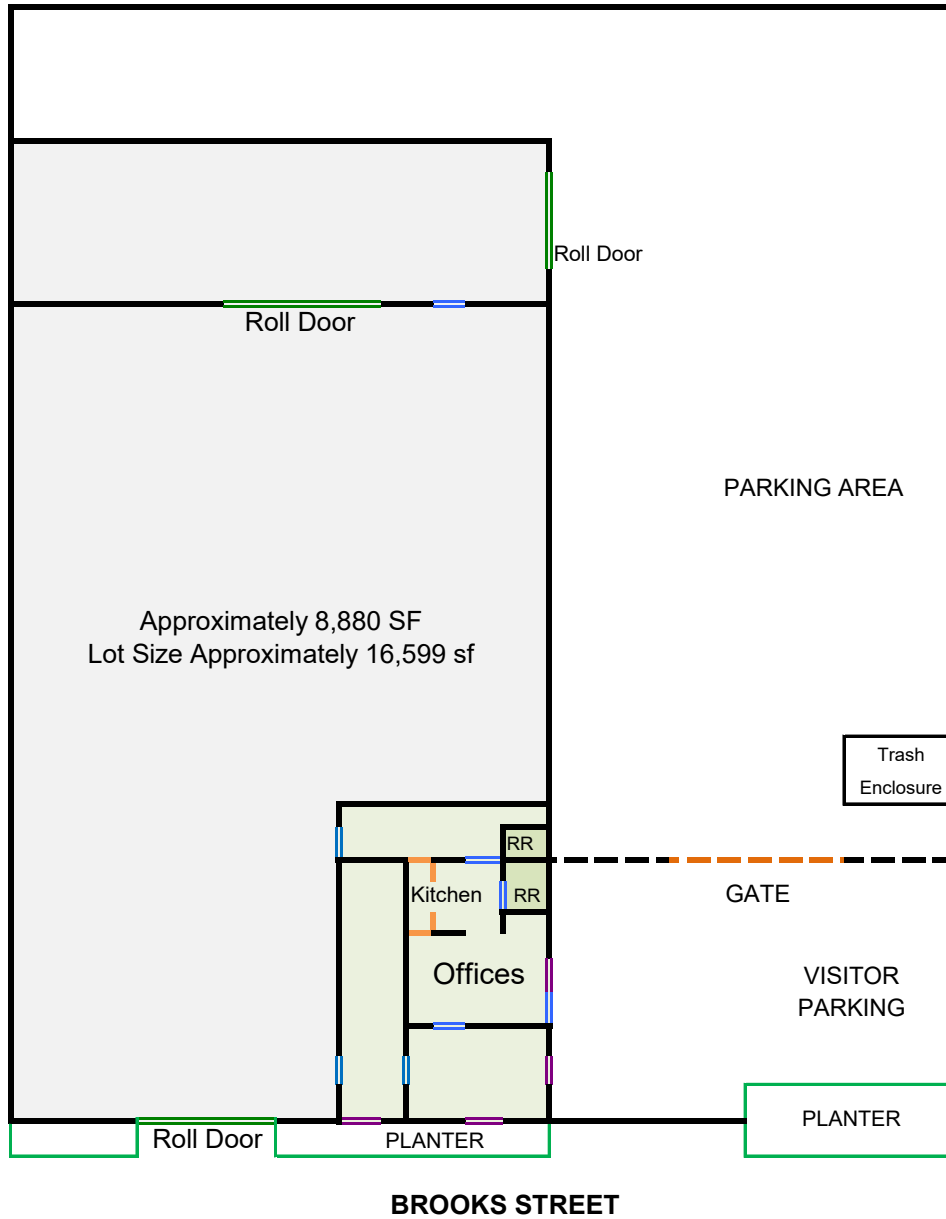 Roll Door
Roll Door
PARKING AREA
Approximately 8,880 SF
Lot Size Approximately 16,599 sf
Trash
Enclosure
RR
Kitchen
RR
GATE
Offices
VISITOR
PARKING
PLANTER
Roll Door
PLANTER
BROOKS STREET